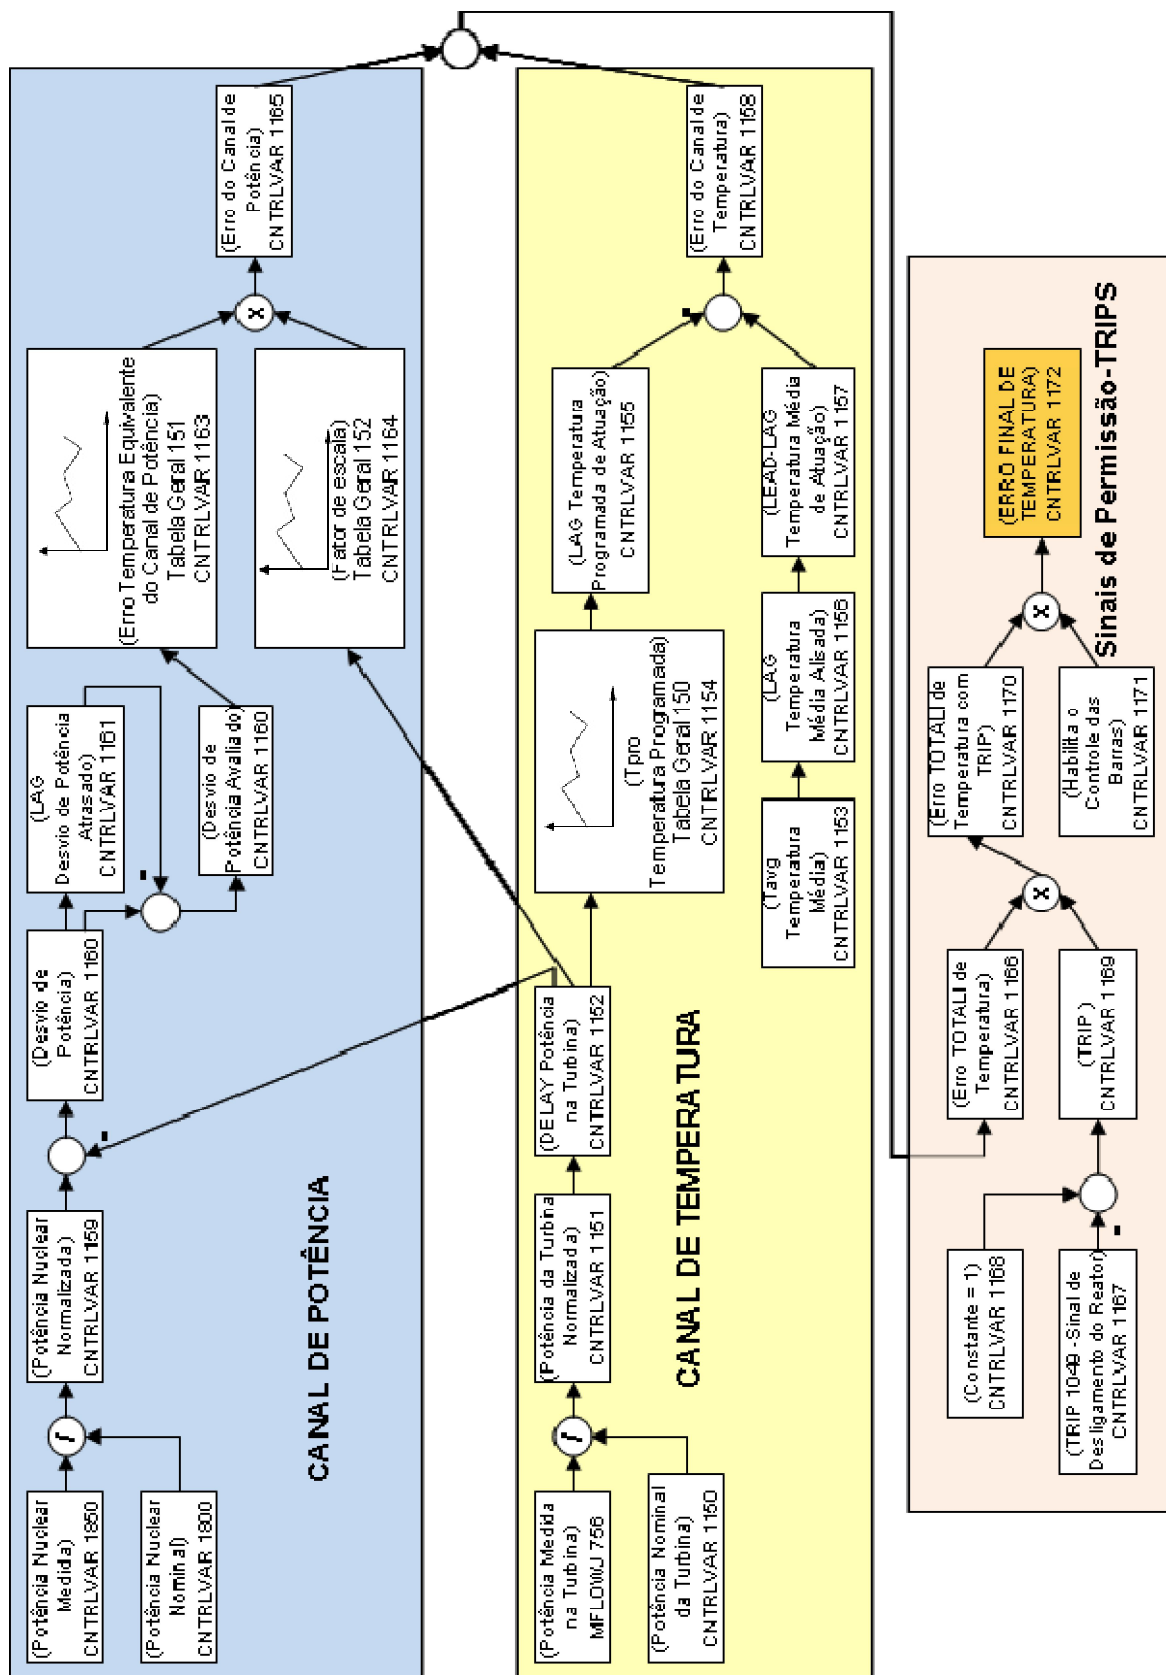 (Potência Nuclear
Medida)
CNTRLVAR 1850
(Potência Nuclear
Nominal)
CNTRLVAR 1800
/
(Potência Nuclear
Normalizada)
CNTRLVAR 1159
-
(Desvio de
Potência)
CNTRLVAR 1160
(LAG
Desvio de Potência
Atrasado)
CNTRLVAR 1161
-
(Desvio de
Potência Avaliado)
CNTRLVAR 1160
(Erro Temperatura Equivalente
do Canal de Potência)
Tabela Geral 151
CNTRLVAR 1163
(Fator de escala)
Tabela Geral 152
CNTRLVAR 1164
X
(Erro do Canal de
Potência)
CNTRLVAR 1165
CANAL DE POTÊNCIA
(Potência Medida
na Turbina)
MFLOWJ 756
(Potência Nominal
da Turbina)
CNTRLVAR 1150
/
(Potência da Turbina
Normalizada)
CNTRLVAR 1151
(DELAY Potência
na Turbina)
CNTRLVAR 1152
(Tpro
Temperatura Programada)
Tabela Geral 150
CNTRLVAR 1154
(LAG Temperatura
Programada de Atuação)
CNTRLVAR 1155
(Tavg
Temperatura
Média)
CNTRLVAR 1153
(LAG
Temperatura
Média Alisada)
CNTRLVAR 1156
(LEAD-LAG
Temperatura Média
de Atuação)
CNTRLVAR 1157
-
(Erro do Canal de
Temperatura)
CNTRLVAR 1158
CANAL DE TEMPERATURA
(Constante = 1)
CNTRLVAR 1168
(TRIP 1049 - Sinal de
Desligamento do Reator)
CNTRLVAR 1167
-
(Erro TOTALl de
Temperatura)
CNTRLVAR 1166
(TRIP)
CNTRLVAR 1169
X
(Erro TOTALl de
Temperatura com
TRIP)
CNTRLVAR 1170
(Habilita o
Controle das
Barras)
CNTRLVAR 1171
X
(ERRO FINAL DE
TEMPERATURA)
CNTRLVAR 1172
Sinais de Permissão-TRIPS